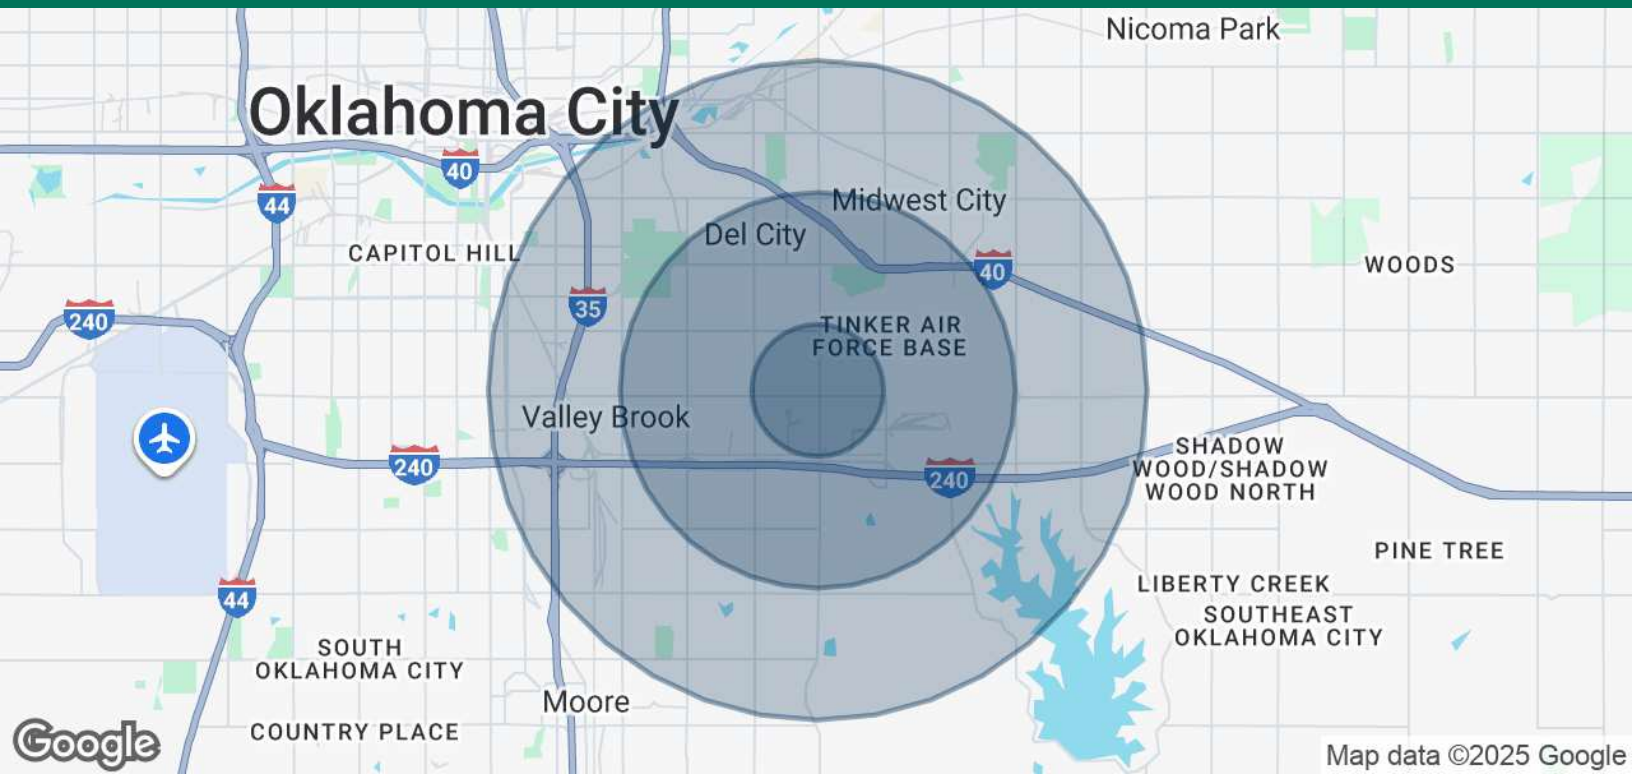 Nicoma Park
Oklahoma City
40
44
Midwest City
Del City
CAPITOL HILL
WOODS
40
35
240
TINKER AIR
FORCE BASE
Valley Brook
SHADOW
WOOD/SHADOW
WOOD NORTH
240
240
PINE TREE
LIBERTY CREEK
44
SOUTHEAST
OKLAHOMA CITY
SOUTH
OKLAHOMA CITY
Moore
COUNTRY PLACE
Google
Map data ©2025 Google